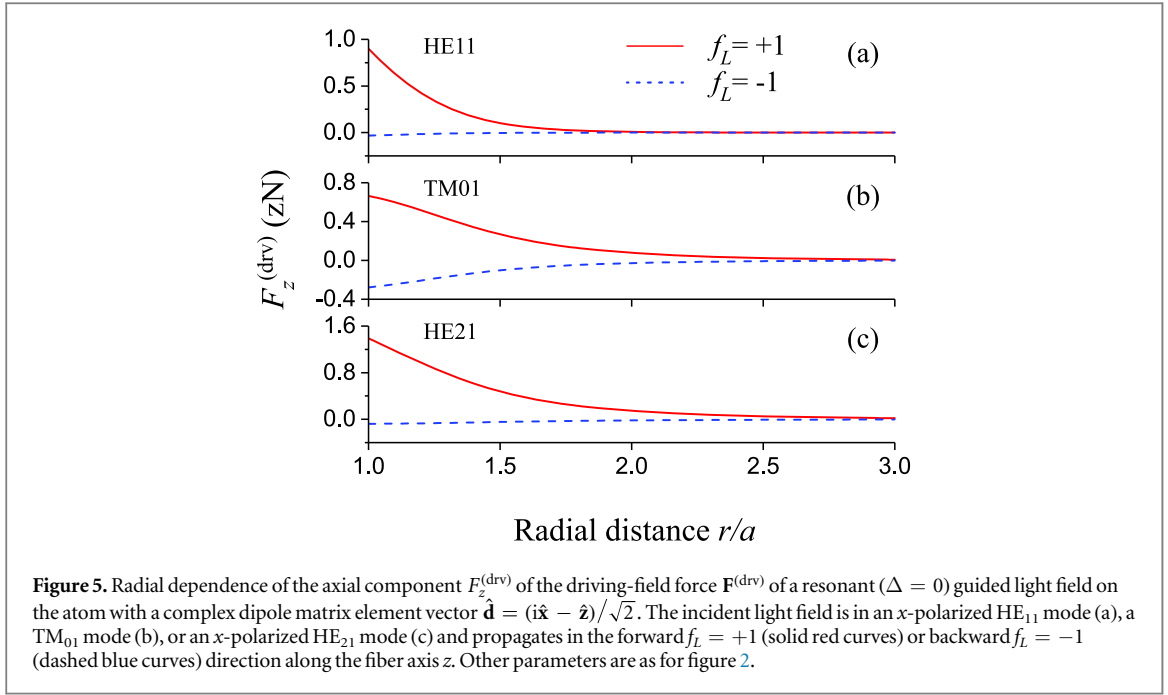 HE11
f_L = +1
f_L = -1
(a)
1.0
0.5
0.0
TM01
(b)
0.8
0.4
0.0
-0.4
HE21
(c)
1.6
0.8
0.0
F_z^(drv) (zN)
1.0 1.5 2.0 2.5 3.0
Radial distance r/a
Figure 5. Radial dependence of the axial component F_z^(drv) of the driving-field force F^(drv) of a resonant (Δ = 0) guided light field on
the atom with a complex dipole matrix element vector d̂ = (ix̂ − ẑ)/√2. The incident light field is in an x-polarized HE₁₁ mode (a), a
TM₀₁ mode (b), or an x-polarized HE₂₁ mode (c) and propagates in the forward f_L = +1 (solid red curves) or backward f_L = −1
(dashed blue curves) direction along the fiber axis z. Other parameters are as for figure 2.